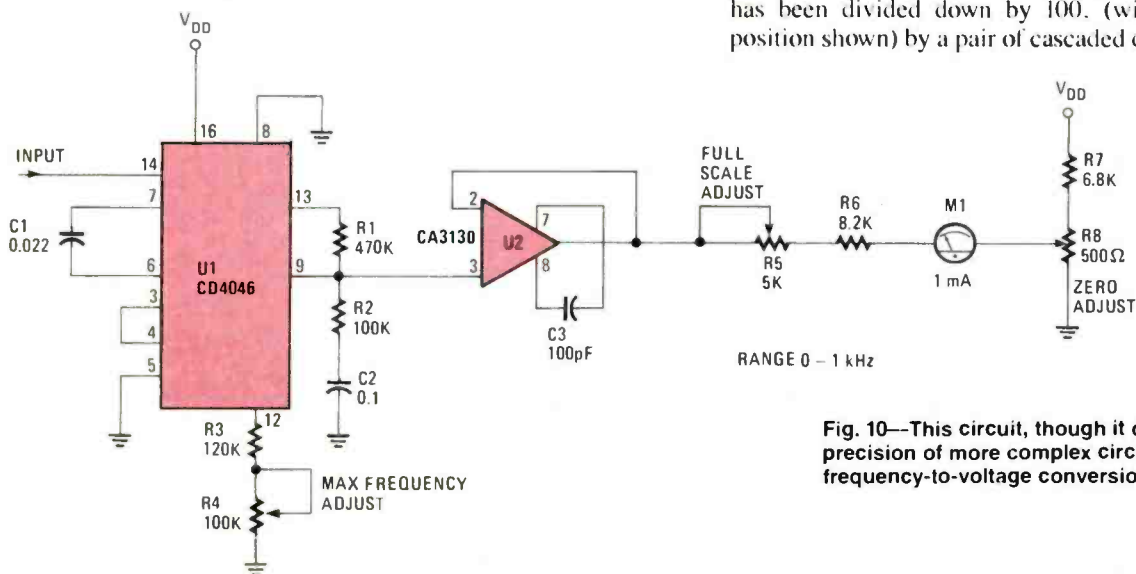 has been divided down by 100. (wi
position shown) by a pair of cascaded
VDD
16
8
INPUT
14
7
C1
0.022
6
3
4
5
U1
CD4046
13
9
12
R1
470K
R2
100K
C2
0.1
R3
120K
R4
100K
MAX FREQUENCY
ADJUST
2
CA3130
U2
3
7
8
C3
100pF
FULL
SCALE
ADJUST
R5
5K
R6
8.2K
M1
1 mA
VDD
R7
6.8K
R8
500Ω
ZERO
ADJUST
RANGE 0 – 1 kHz
Fig. 10--This circuit, though it
precision of more complex circ
frequency-to-voltage conversio